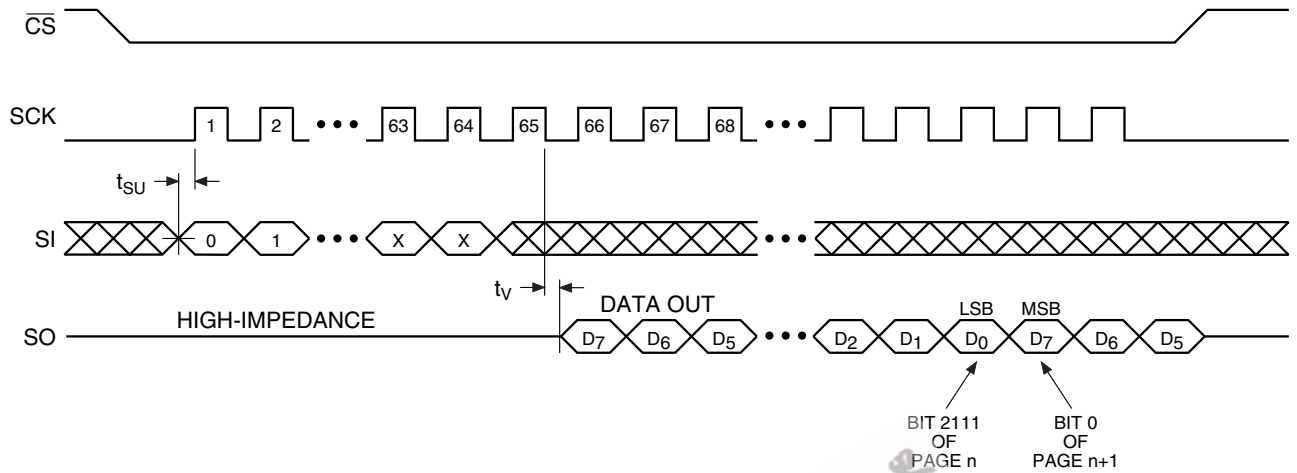 CS
SCK
1 2 ••• 63 64 65 66 67 68 •••
tSU
SI
0 1 ••• X X •••
tV
DATA OUT
HIGH-IMPEDANCE
LSB MSB
SO
D7 D6 D5 ••• D2 D1 D0 D7 D6 D5
BIT 2111
OF
PAGE n
BIT 0
OF
PAGE n+1